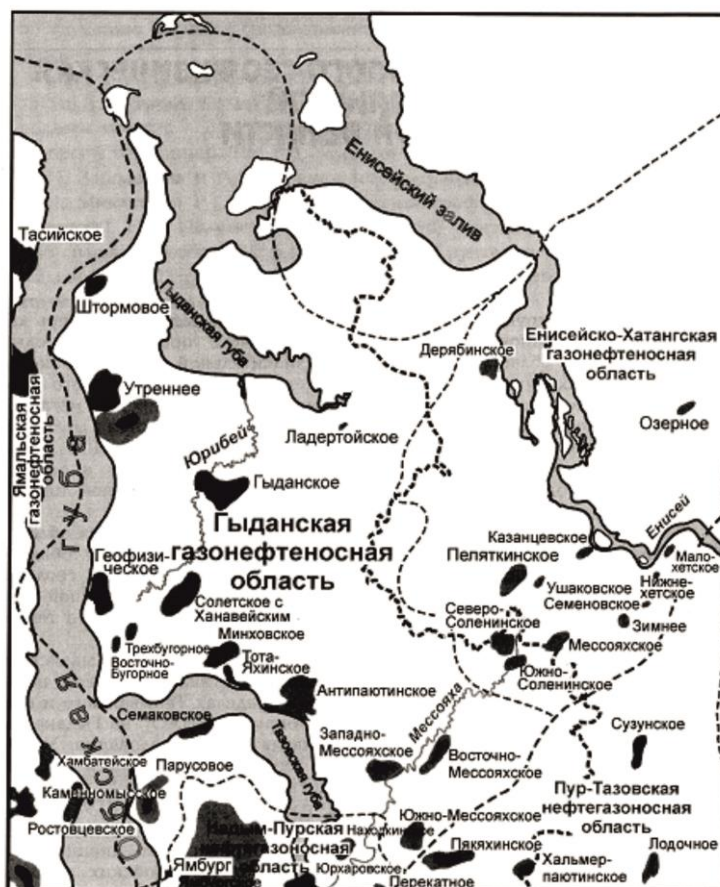 Енисейский залив
Тасийское
Штормовое
Гыданская губа
Енисейско-Хатангская
газонефтеносная
область
Дерябинское
Утреннее
Озерное
Ладертойское
Ямальская
газонефтеносная
область
Юрибей
Гыданское
Гыданская
газонефтеносная
область
Обская губа
Енисей
Казанцевское
Пеляткинское
Мало-
хетское
Геофизи-
ческое
Ушаковское
Нижне-
хетское
Семеновское
Солетское с
Ханавейским
Северо-
Соленинское
Зимнее
Минховское
Трехбугорное
Восточно-
Бугорное
Тота-
Яхинское
Мессояхское
Южно-
Соленинское
Антипаютинское
Мессояха
Семаковское
Тазовская губа
Сузунское
Западно-
Мессояхское
Восточно-
Мессояхское
Хамбатейское
Парусовое
Пур-Тазовская
нефтегазоносная
область
Каменномысское
Ростовцевское
Надым-Пурская
нефтегазоносная
область
Находкинское
Южно-Мессояхское
Пякяхинское
Лодочное
Ямбург
Юрхаровское
Хальмер-
паютинское
Перекатное